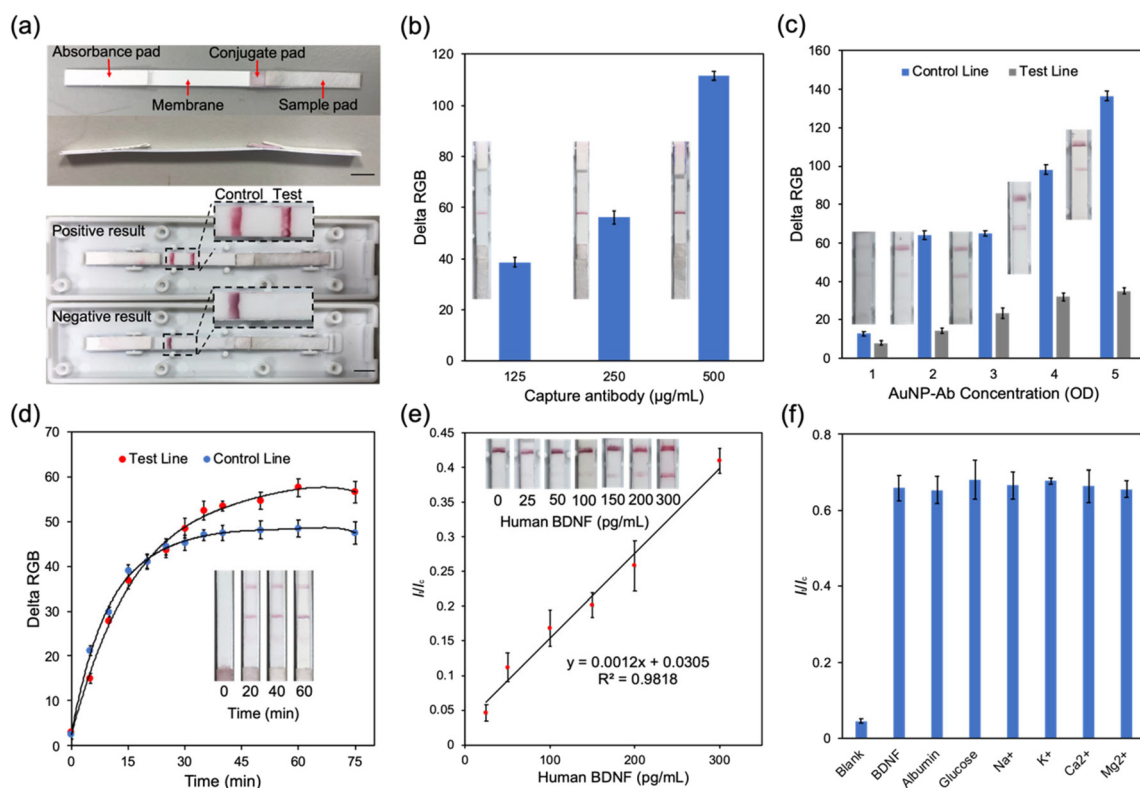 (a)
Absorbance pad
Conjugate pad
Membrane
Sample pad
Control Test
Positive result
Negative result
(b)
Delta RGB
120
100
80
60
40
20
0
125 250 500
Capture antibody (µg/mL)
(c)
Delta RGB
160
140
120
100
80
60
40
20
0
Control Line Test Line
1 2 3 4 5
AuNP-Ab Concentration (OD)
(d)
Delta RGB
70
60
50
40
30
20
10
0
Test Line Control Line
0 20 40 60
Time (min)
0 15 30 45 60 75
Time (min)
(e)
Iₜ/I꜀
0.45
0.4
0.35
0.3
0.25
0.2
0.15
0.1
0.05
0
0 25 50 100 150 200 300
Human BDNF (pg/mL)
y = 0.0012x + 0.0305
R² = 0.9818
0 100 200 300
Human BDNF (pg/mL)
(f)
Iₜ/I꜀
0.8
0.6
0.4
0.2
0
Blank BDNF Albumin Glucose Na+ K+ Ca2+ Mg2+